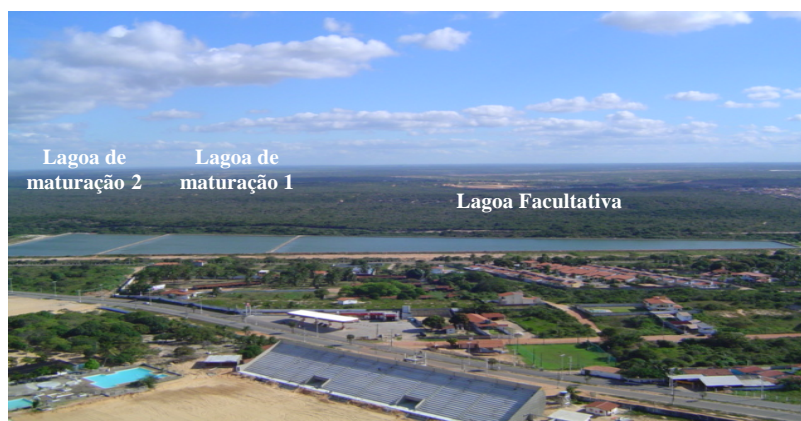 Lagoa de
maturação 2
Lagoa de
maturação 1
Lagoa Facultativa